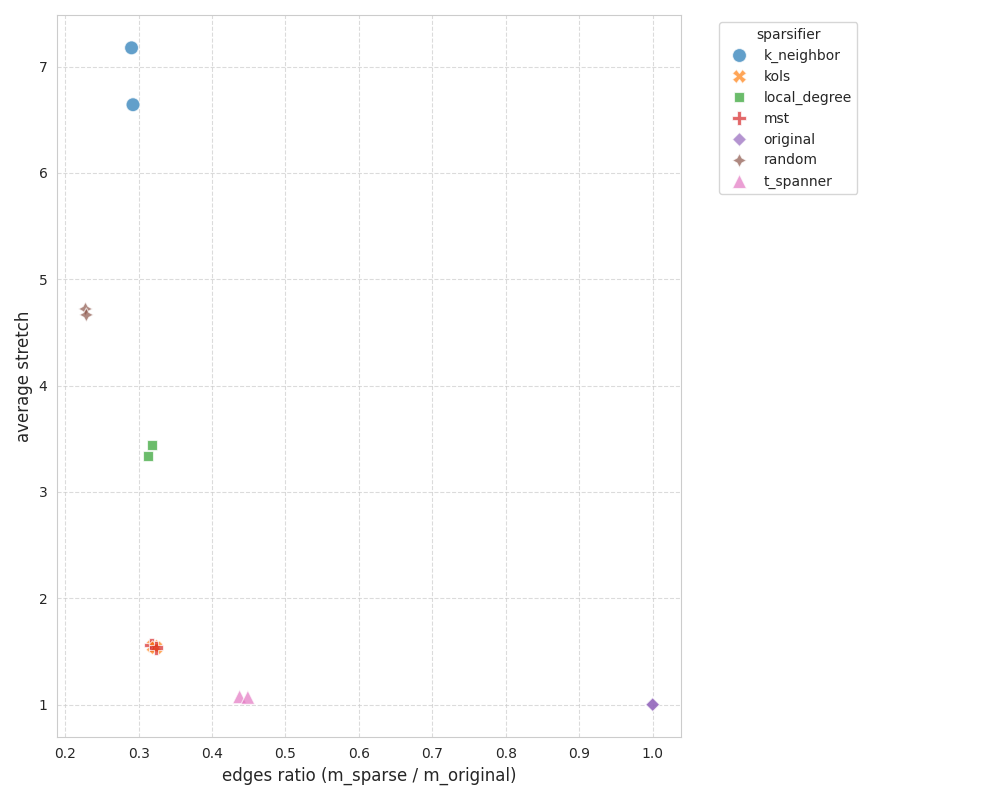 sparsifier
k_neighbor
kols
local_degree
mst
original
random
t_spanner
7
6
5
4
3
2
1
average stretch
0.2 0.3 0.4 0.5 0.6 0.7 0.8 0.9 1.0
edges ratio (m_sparse / m_original)